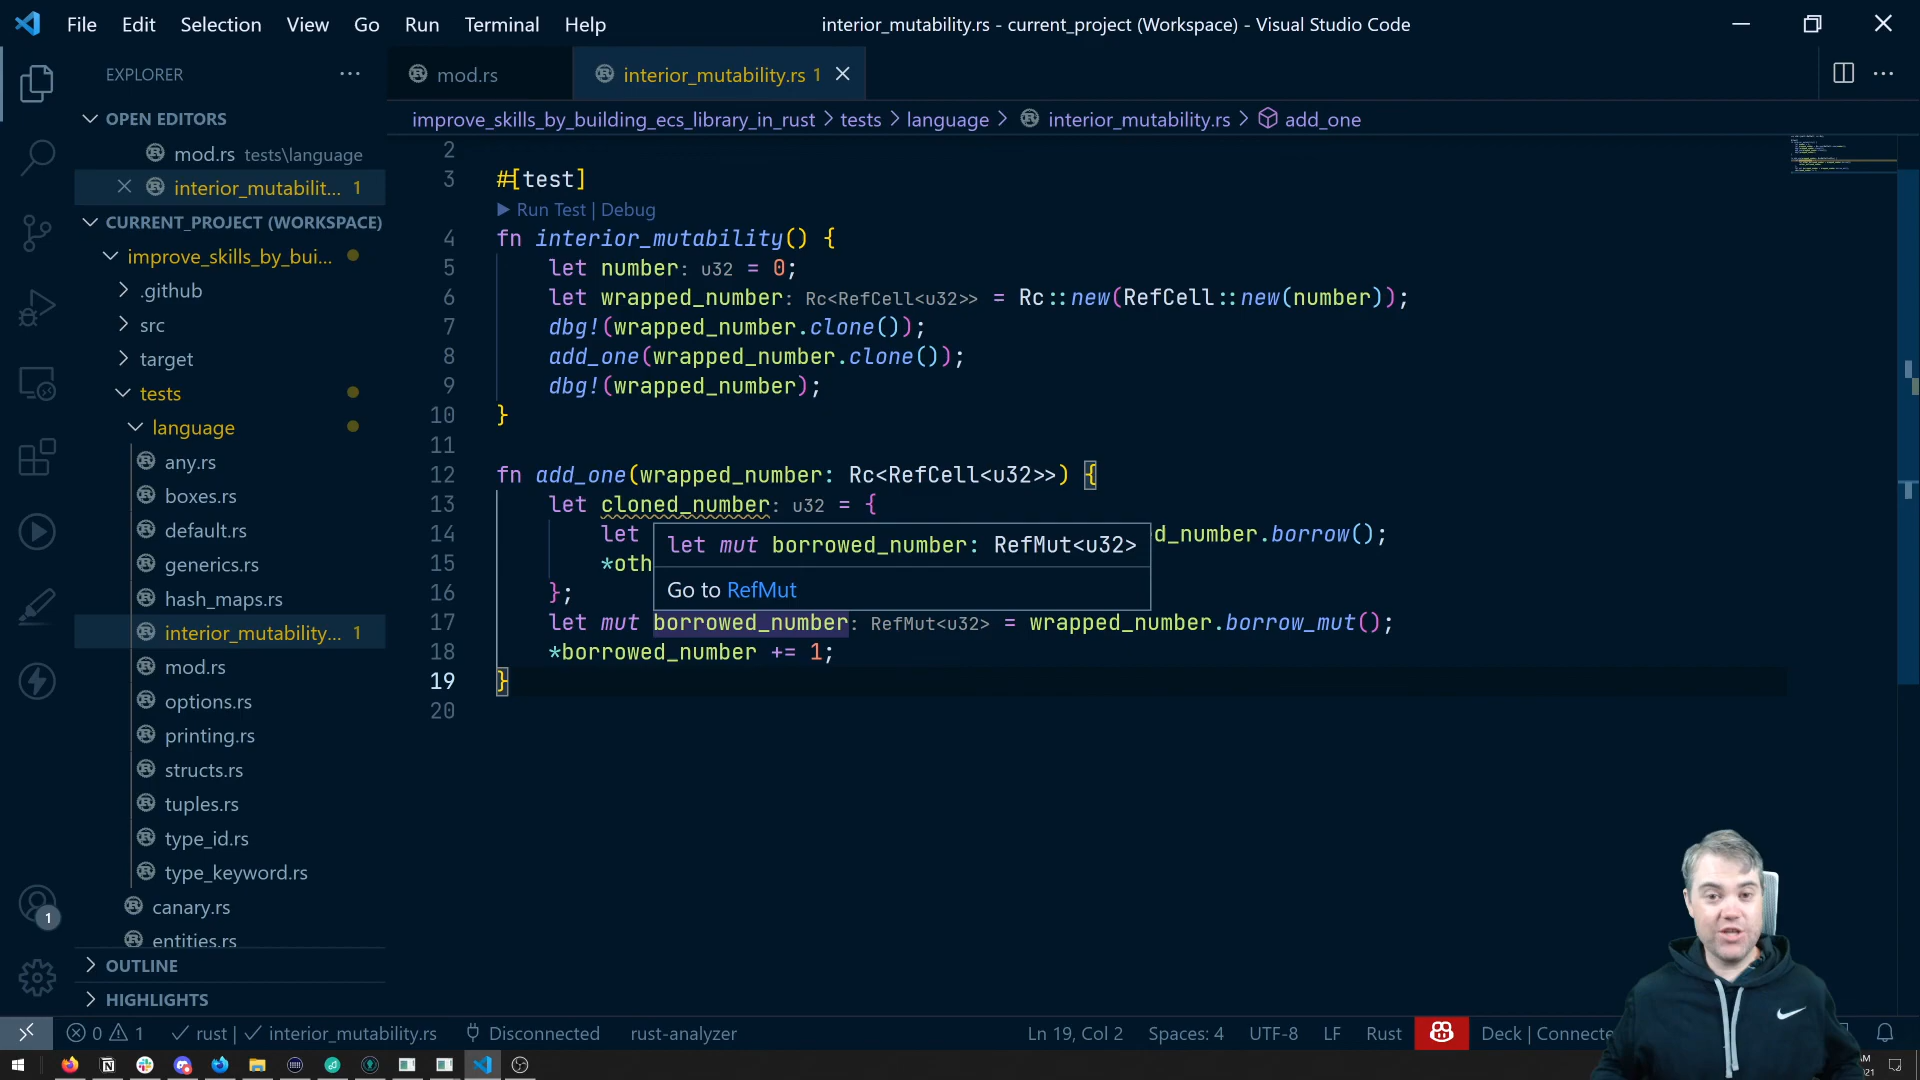 File Edit Selection View Go Run Terminal Help
interior_mutability.rs - current_project (Workspace) - Visual Studio Code
EXPLORER
OPEN EDITORS
mod.rs tests\language
interior_mutabilit... 1
CURRENT_PROJECT (WORKSPACE)
improve_skills_by_bui...
.github
src
target
tests
language
any.rs
boxes.rs
default.rs
generics.rs
hash_maps.rs
interior_mutability... 1
mod.rs
options.rs
printing.rs
structs.rs
tuples.rs
type_id.rs
type_keyword.rs
canary.rs
entities.rs
OUTLINE
HIGHLIGHTS
1
mod.rs
interior_mutability.rs 1
improve_skills_by_building_ecs_library_in_rust > tests > language > interior_mutability.rs > add_one
2
3 #[test]
Run Test | Debug
4 fn interior_mutability() {
5 let number: u32 = 0;
6 let wrapped_number: Rc<RefCell<u32>> = Rc::new(RefCell::new(number));
7 dbg!(wrapped_number.clone());
8 add_one(wrapped_number.clone());
9 dbg!(wrapped_number);
10 }
11
12 fn add_one(wrapped_number: Rc<RefCell<u32>>) {
13 let cloned_number: u32 = {
14 let d_number.borrow();
let mut borrowed_number: RefMut<u32>
15 *oth
Go to RefMut
16 };
17 let mut borrowed_number: RefMut<u32> = wrapped_number.borrow_mut();
18 *borrowed_number += 1;
19 }
20
0 1 rust | interior_mutability.rs Disconnected rust-analyzer Ln 19, Col 2 Spaces: 4 UTF-8 LF Rust Deck | Connecte